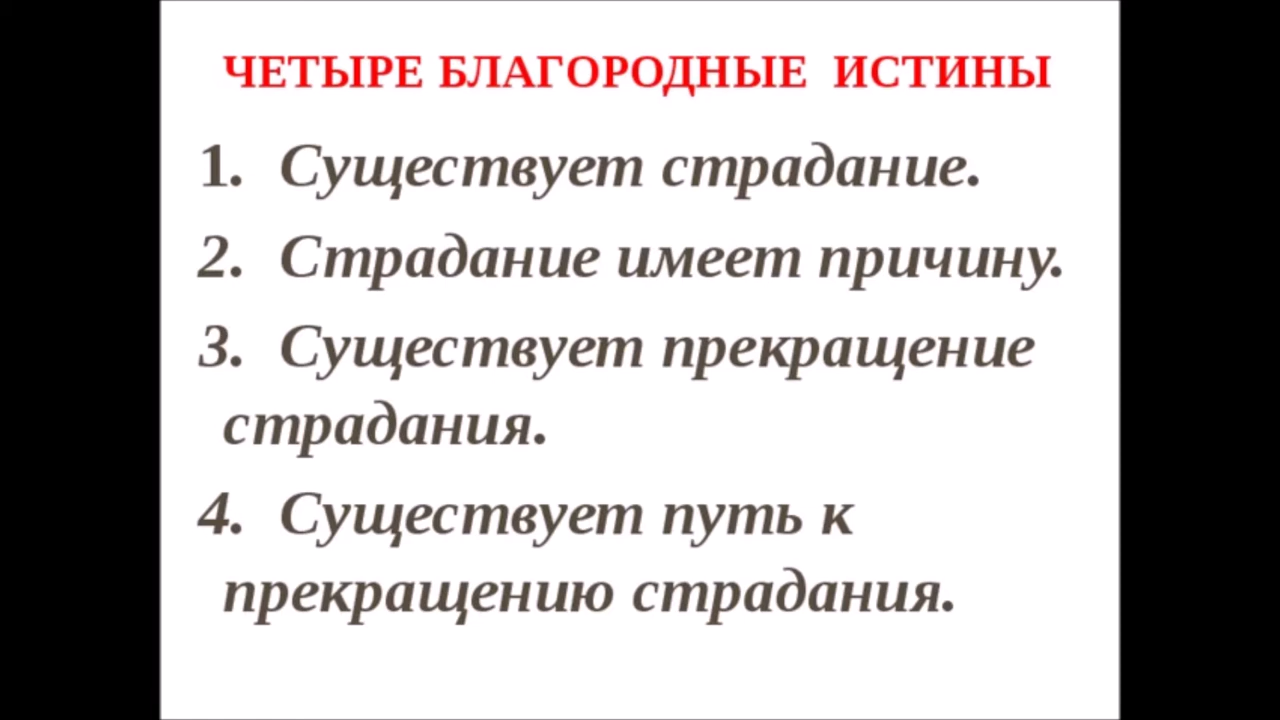 ЧЕТЫРЕ БЛАГОРОДНЫЕ ИСТИНЫ
1. Существует страдание.
2. Страдание имеет причину.
3. Существует прекращение
страдания.
4. Существует путь к
прекращению страдания.